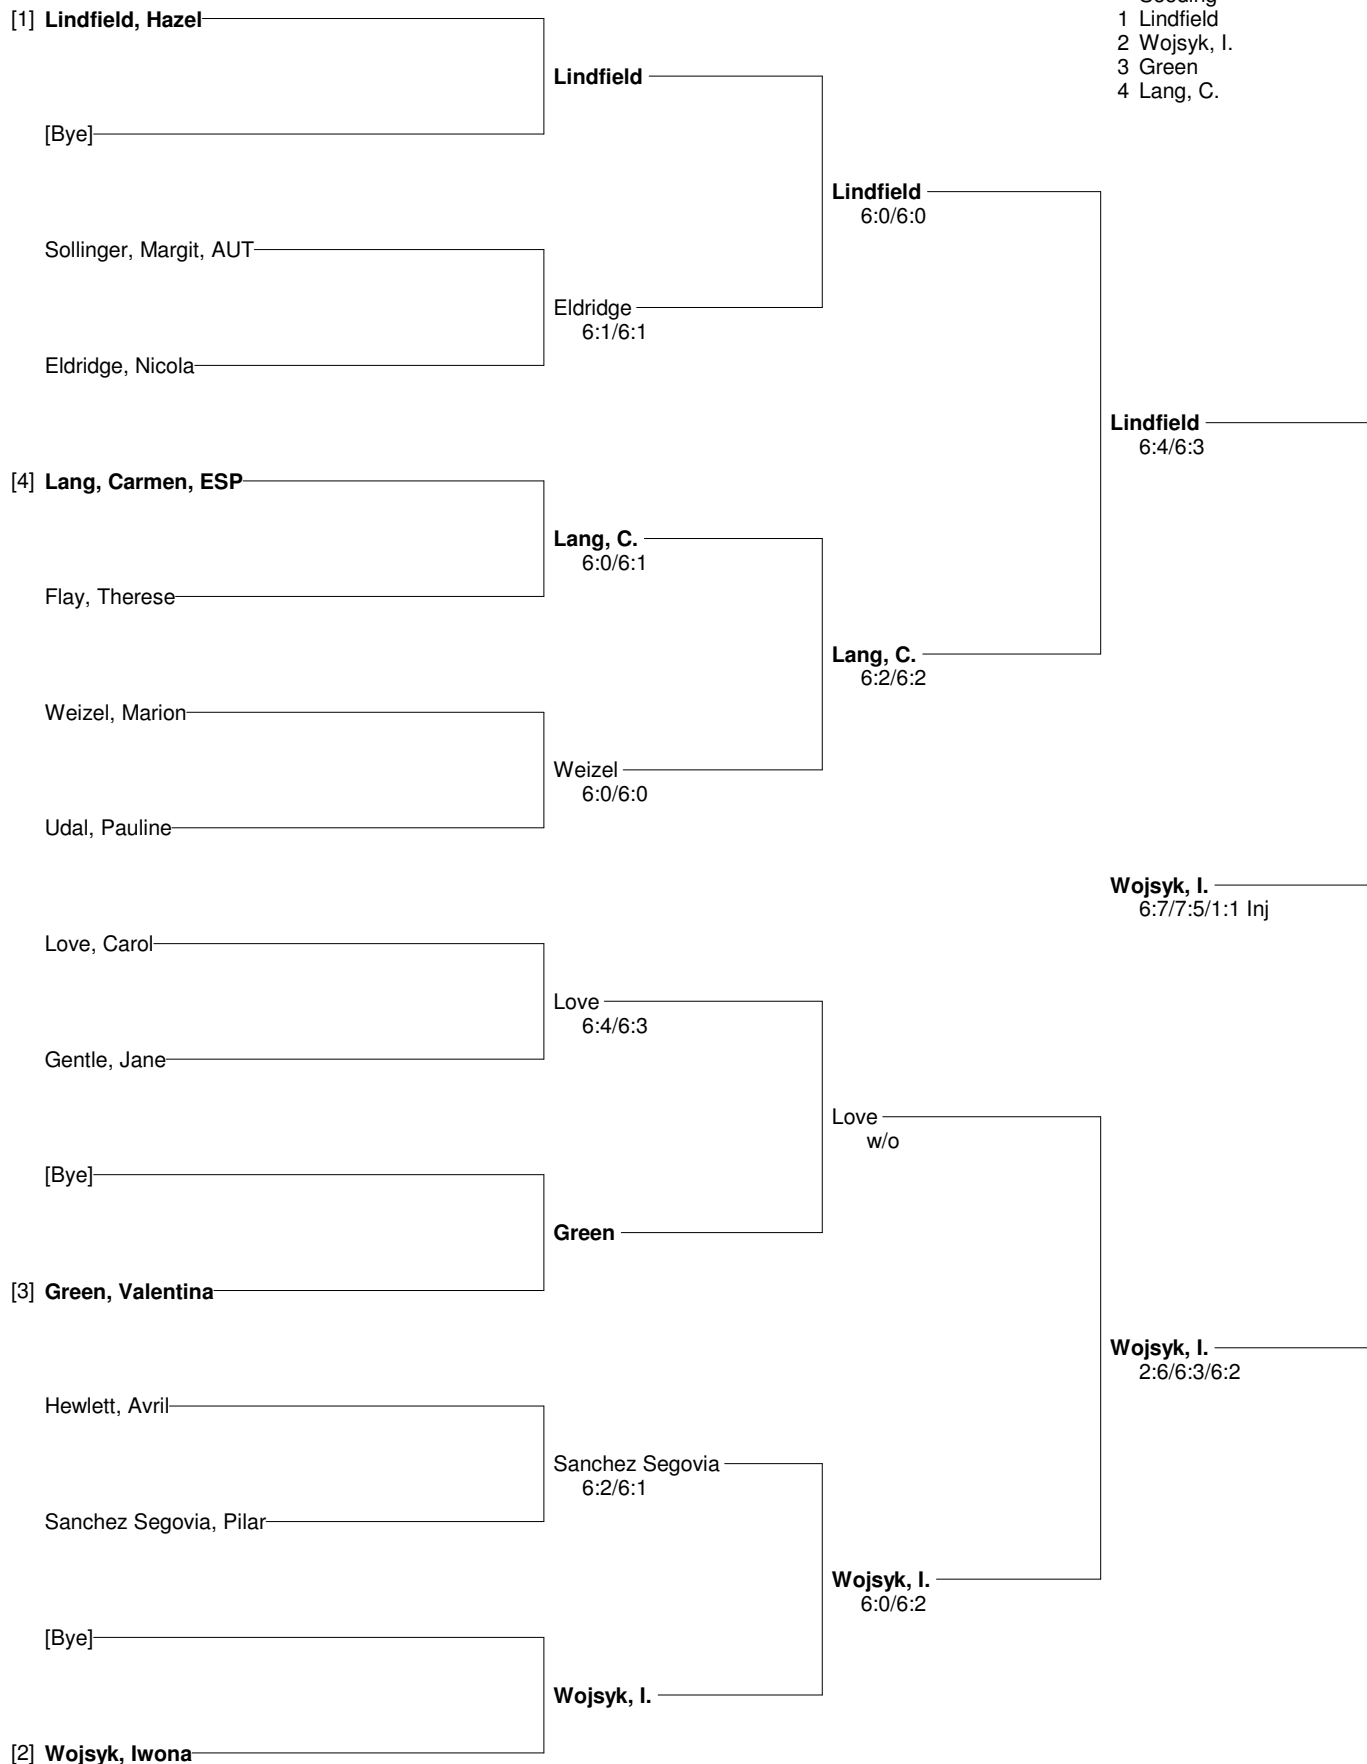 Seeding
1 Lindfield
2 Wojsyk, I.
3 Green
4 Lang, C.
[1] Lindfield, Hazel
Lindfield
[Bye]
Lindfield
6:0/6:0
Sollinger, Margit, AUT
Eldridge
6:1/6:1
Eldridge, Nicola
Lindfield
6:4/6:3
[4] Lang, Carmen, ESP
Lang, C.
6:0/6:1
Flay, Therese
Lang, C.
6:2/6:2
Weizel, Marion
Weizel
6:0/6:0
Udal, Pauline
Wojsyk, I.
6:7/7:5/1:1 Inj
Love, Carol
Love
6:4/6:3
Gentle, Jane
Love
w/o
[Bye]
Green
[3] Green, Valentina
Wojsyk, I.
2:6/6:3/6:2
Hewlett, Avril
Sanchez Segovia
6:2/6:1
Sanchez Segovia, Pilar
Wojsyk, I.
6:0/6:2
[Bye]
Wojsyk, I.
[2] Wojsyk, Iwona